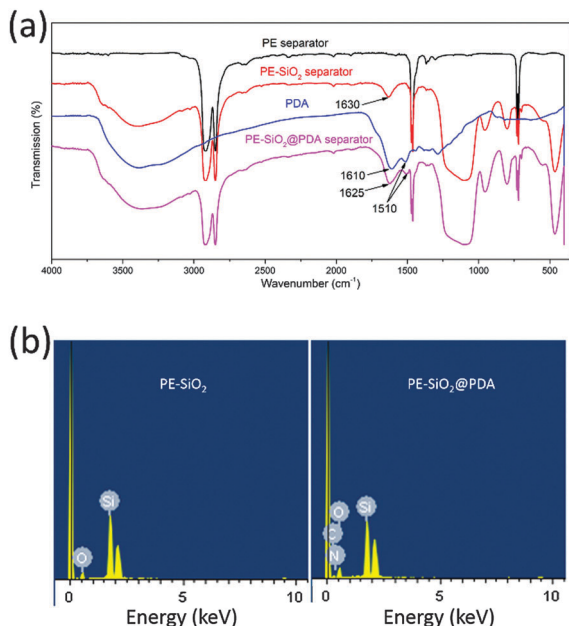 (a)
PE separator
PE-SiO₂ separator
PDA
PE-SiO₂@PDA separator
1630
1610
1625
1510
Transmission (%)
4000 3500 3000 2500 2000 1500 1000 500
Wavenumber (cm⁻¹)
(b)
PE-SiO₂
O
Si
0 5 10
Energy (keV)
PE-SiO₂@PDA
O
C
N
Si
0 5 10
Energy (keV)